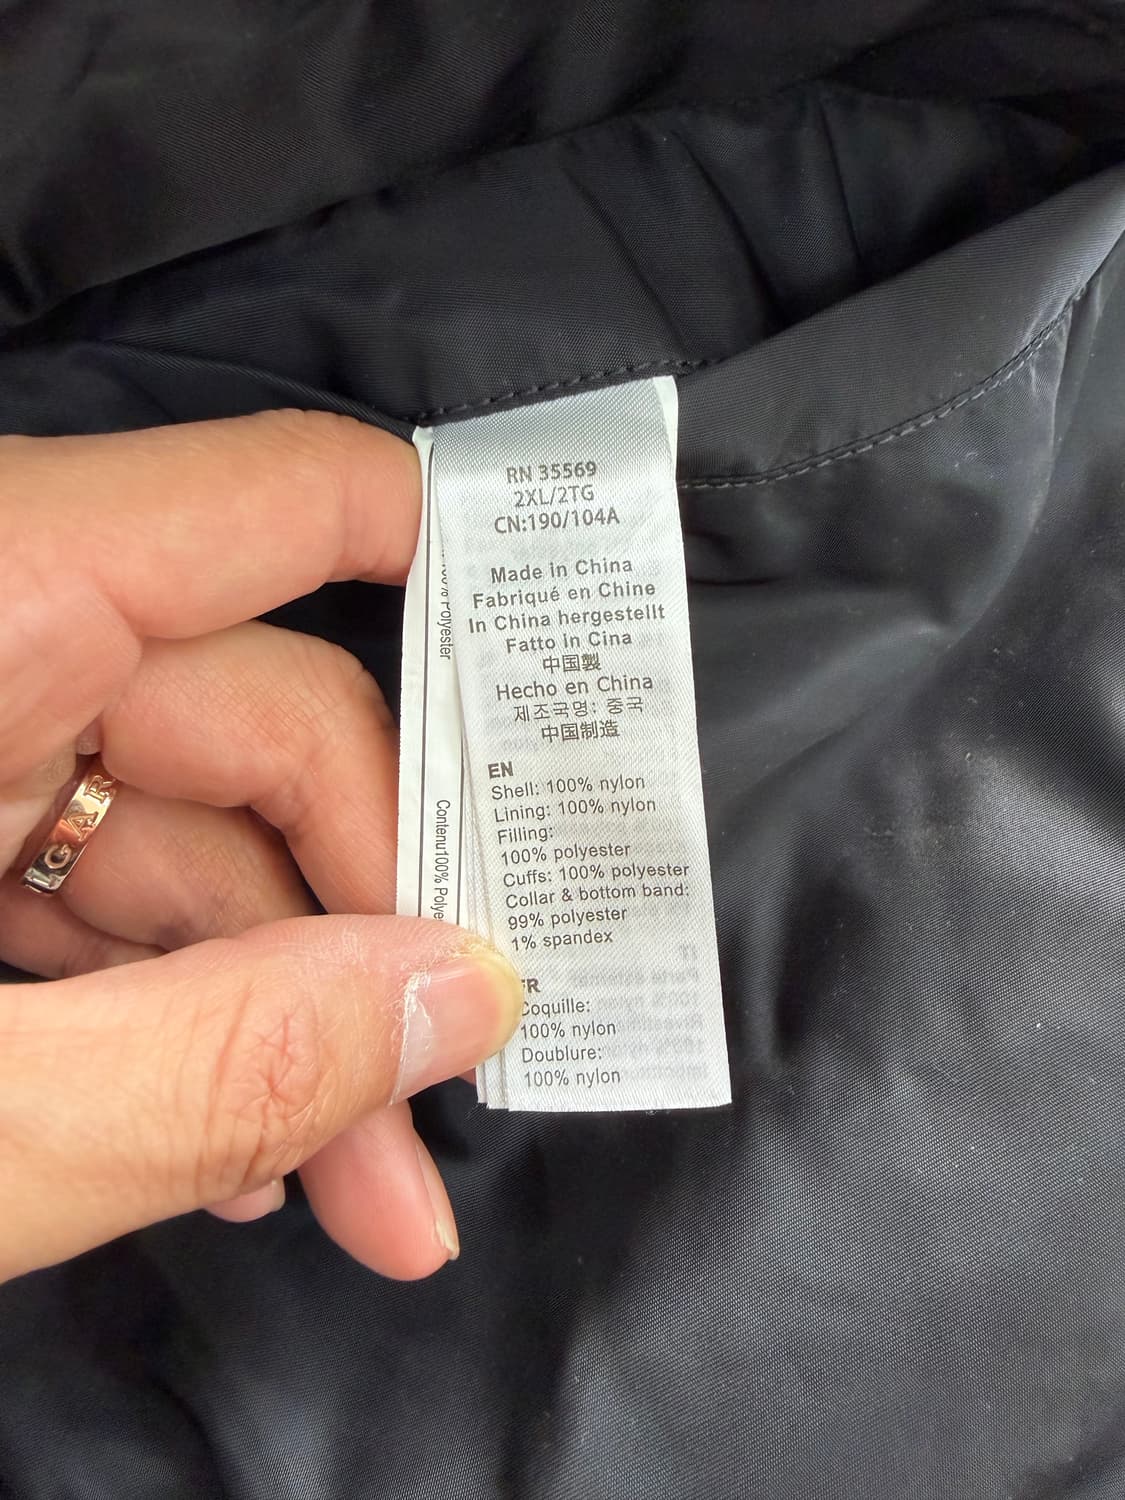 RN 35569
2XL/2TG
CN:190/104A
Made in China
Fabriqué en Chine
In China hergestellt
Fatto In Cina
中国製
Hecho en China
제조국명: 중국
中国制造
EN
Shell: 100% nylon
Lining: 100% nylon
Filling:
100% polyester
Cuffs: 100% polyester
Collar & bottom band:
99% polyester
1% spandex
FR
Coquille:
100% nylon
Doublure:
100% nylon
100% Polyester
Contenu100%
GAR